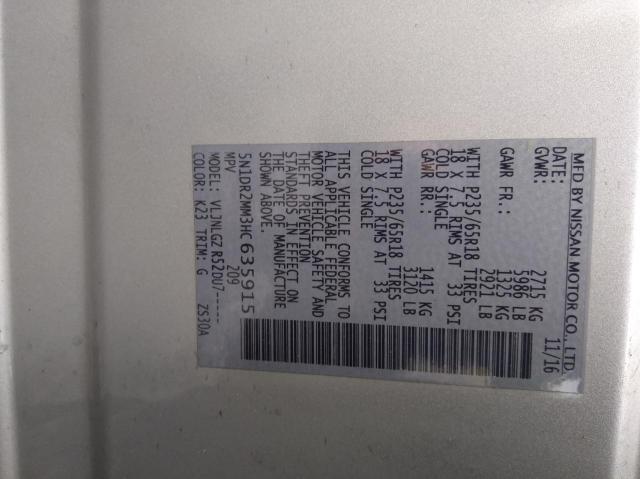 MFD BY NISSAN MOTOR CO., LTD.
DATE: 11/16
GVWR: 2715 KG
5986 LB
GAWR FR.: 1325 KG
2921 LB
WITH P235/65R18 TIRES
18 X 7.5 RIMS AT 33 PSI
COLD SINGLE
GAWR RR.: 1415 KG
3120 LB
WITH P235/65R18 TIRES
18 X 7.5 RIMS AT 33 PSI
COLD SINGLE
THIS VEHICLE CONFORMS TO
ALL APPLICABLE FEDERAL
MOTOR VEHICLE SAFETY AND
THEFT PREVENTION
STANDARDS IN EFFECT ON
THE DATE OF MANUFACTURE
SHOWN ABOVE.
5N1DR2MM3HC635915
MPV 209
MODEL: VLJNLGZ R52DU7-----
COLOR: K23 TRIM: G ZS30A